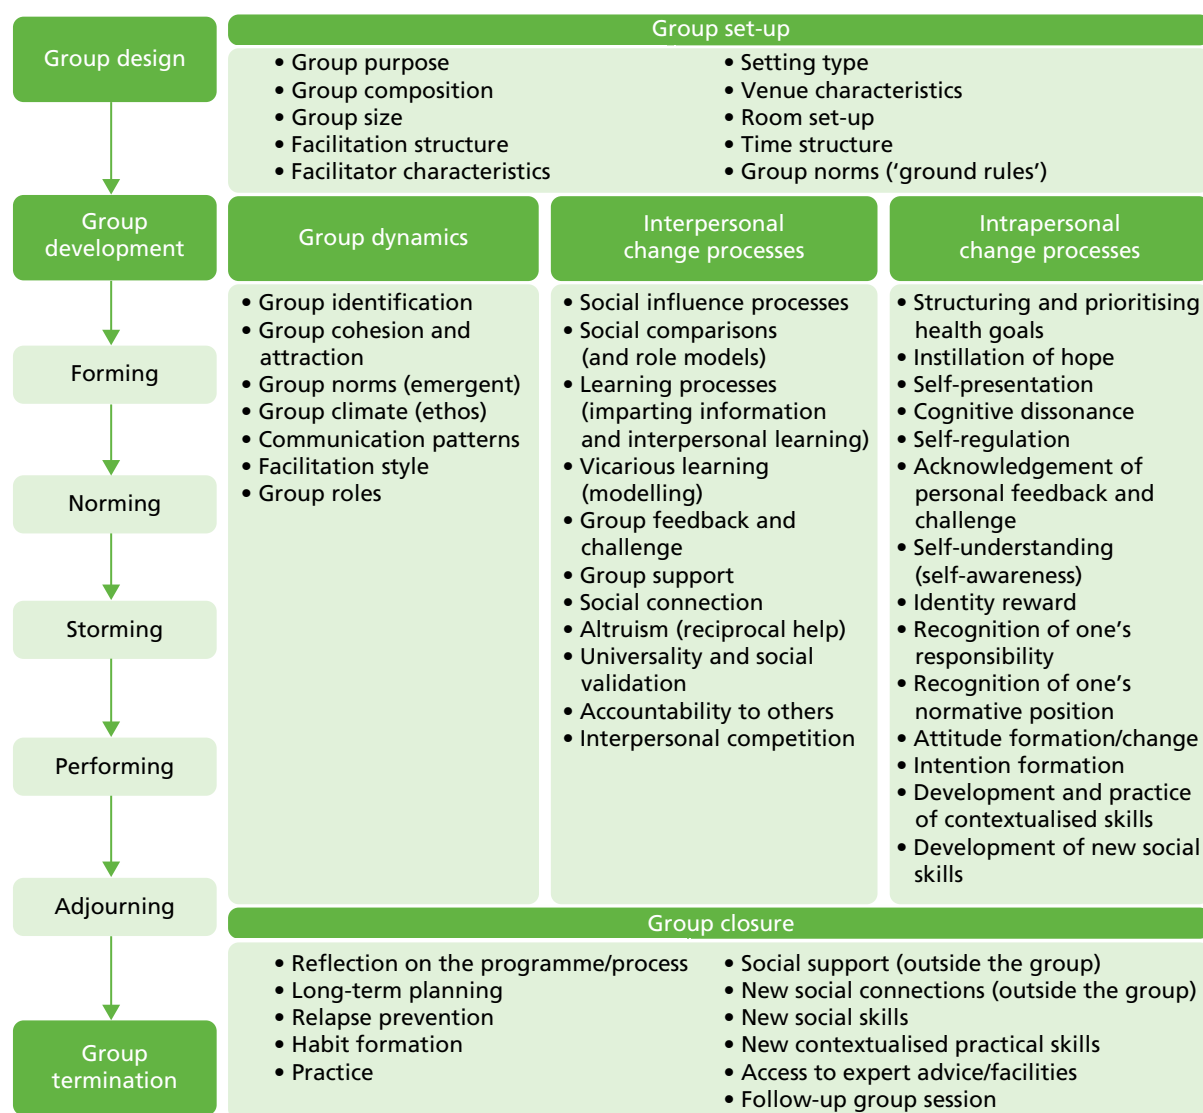 Group design
Group set-up
• Group purpose
• Group composition
• Group size
• Facilitation structure
• Facilitator characteristics
• Setting type
• Venue characteristics
• Room set-up
• Time structure
• Group norms (‘ground rules’)
Group
development
Group dynamics
Interpersonal
change processes
Intrapersonal
change processes
Forming
Norming
Storming
Performing
Adjourning
• Group identification
• Group cohesion and
attraction
• Group norms (emergent)
• Group climate (ethos)
• Communication patterns
• Facilitation style
• Group roles
• Social influence processes
• Social comparisons
(and role models)
• Learning processes
(imparting information
and interpersonal learning)
• Vicarious learning
(modelling)
• Group feedback and
challenge
• Group support
• Social connection
• Altruism (reciprocal help)
• Universality and social
validation
• Accountability to others
• Interpersonal competition
• Structuring and prioritising
health goals
• Instillation of hope
• Self-presentation
• Cognitive dissonance
• Self-regulation
• Acknowledgement of
personal feedback and
challenge
• Self-understanding
(self-awareness)
• Identity reward
• Recognition of one’s
responsibility
• Recognition of one’s
normative position
• Attitude formation/change
• Intention formation
• Development and practice
of contextualised skills
• Development of new social
skills
Group closure
• Reflection on the programme/process
• Long-term planning
• Relapse prevention
• Habit formation
• Practice
• Social support (outside the group)
• New social connections (outside the group)
• New social skills
• New contextualised practical skills
• Access to expert advice/facilities
• Follow-up group session
Group
termination